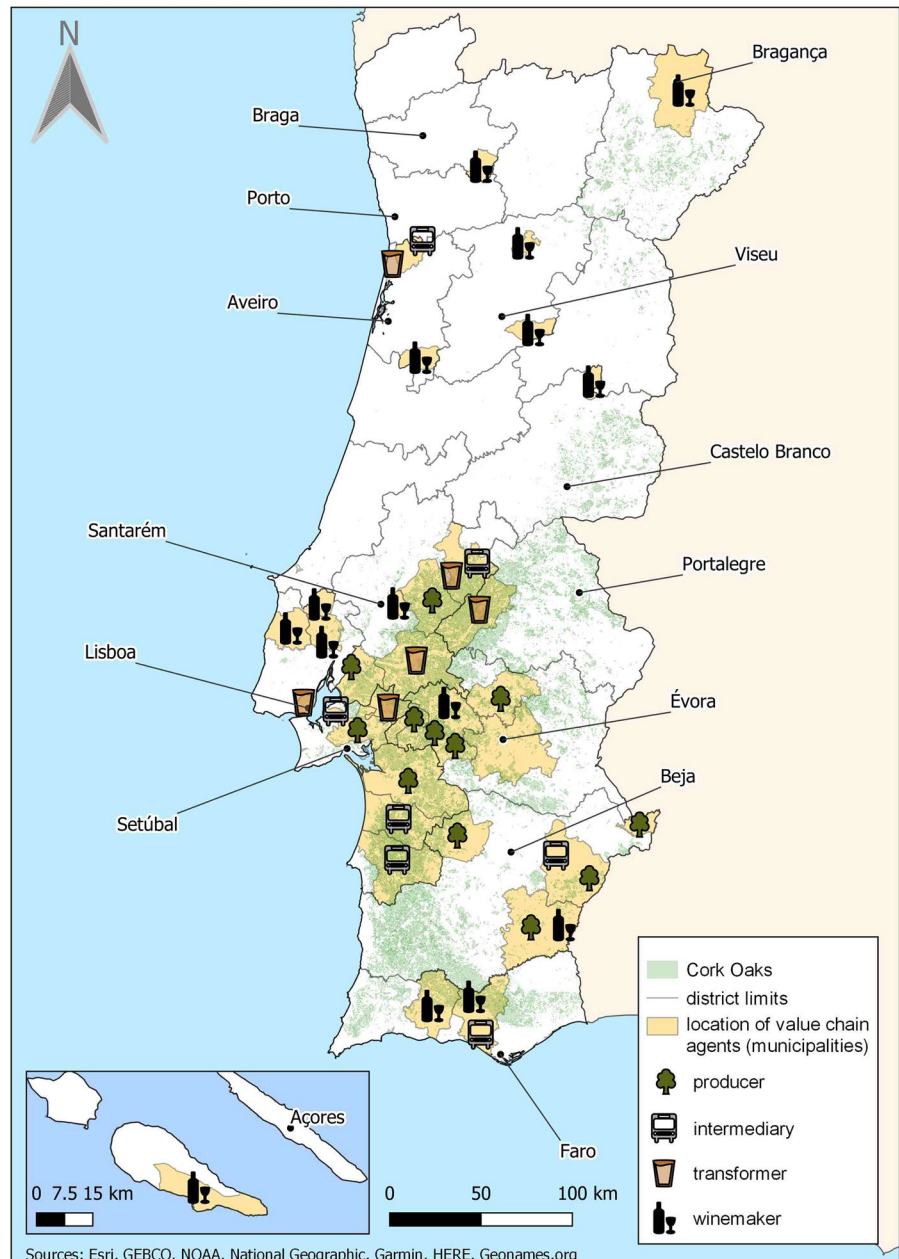 N
Bragança
Braga
Porto
Viseu
Aveiro
Castelo Branco
Santarém
Portalegre
Lisboa
Évora
Beja
Setúbal
Cork Oaks
district limits
location of value chain
agents (municipalities)
producer
intermediary
transformer
winemaker
Açores
Faro
0 7.5 15 km
0 50 100 km
Sources: Esri, GEBCO, NOAA, National Geographic, Garmin, HERE, Geonames.org